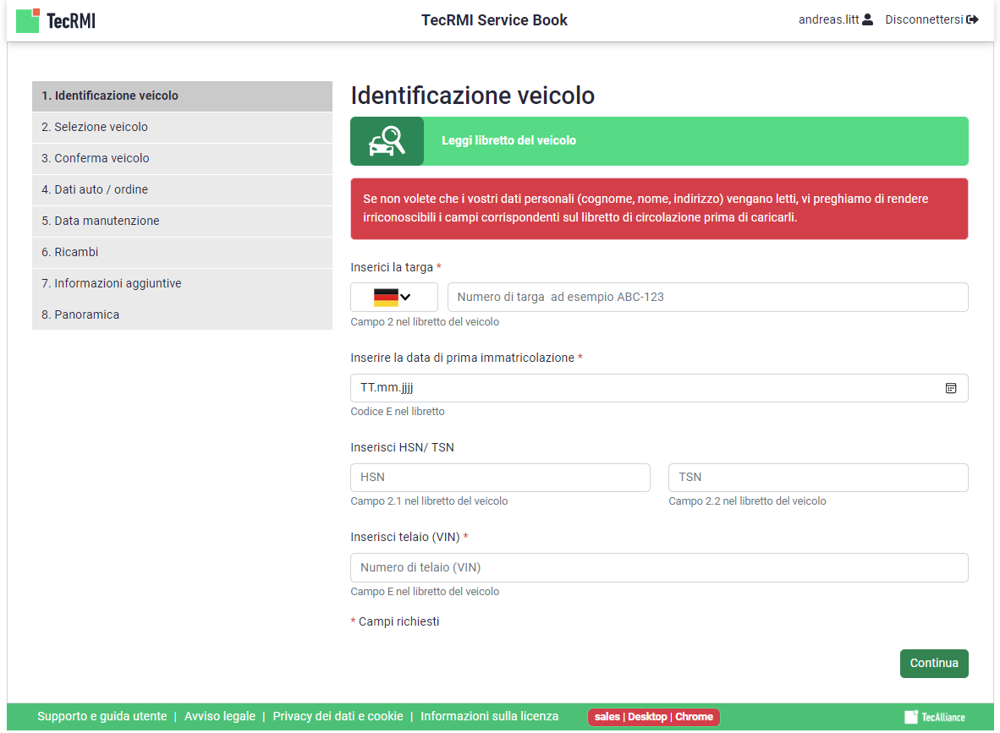 TecRMI
TecRMI Service Book
andreas.litt
Disconnettersi
1. Identificazione veicolo
2. Selezione veicolo
3. Conferma veicolo
4. Dati auto / ordine
5. Data manutenzione
6. Ricambi
7. Informazioni aggiuntive
8. Panoramica
Identificazione veicolo
Leggi libretto del veicolo
Se non volete che i vostri dati personali (cognome, nome, indirizzo) vengano letti, vi preghiamo di rendere
irriconoscibili i campi corrispondenti sul libretto di circolazione prima di caricarli.
Inserici la targa *
Numero di targa ad esempio ABC-123
Campo 2 nel libretto del veicolo
Inserire la data di prima immatricolazione *
TT.mm.jjjj
Codice E nel libretto
Inserisci HSN/ TSN
HSN
TSN
Campo 2.1 nel libretto del veicolo
Campo 2.2 nel libretto del veicolo
Inserisci telaio (VIN) *
Numero di telaio (VIN)
Campo E nel libretto del veicolo
* Campi richiesti
Continua
Supporto e guida utente | Avviso legale | Privacy dei dati e cookie | Informazioni sulla licenza
sales | Desktop | Chrome
TecAlliance